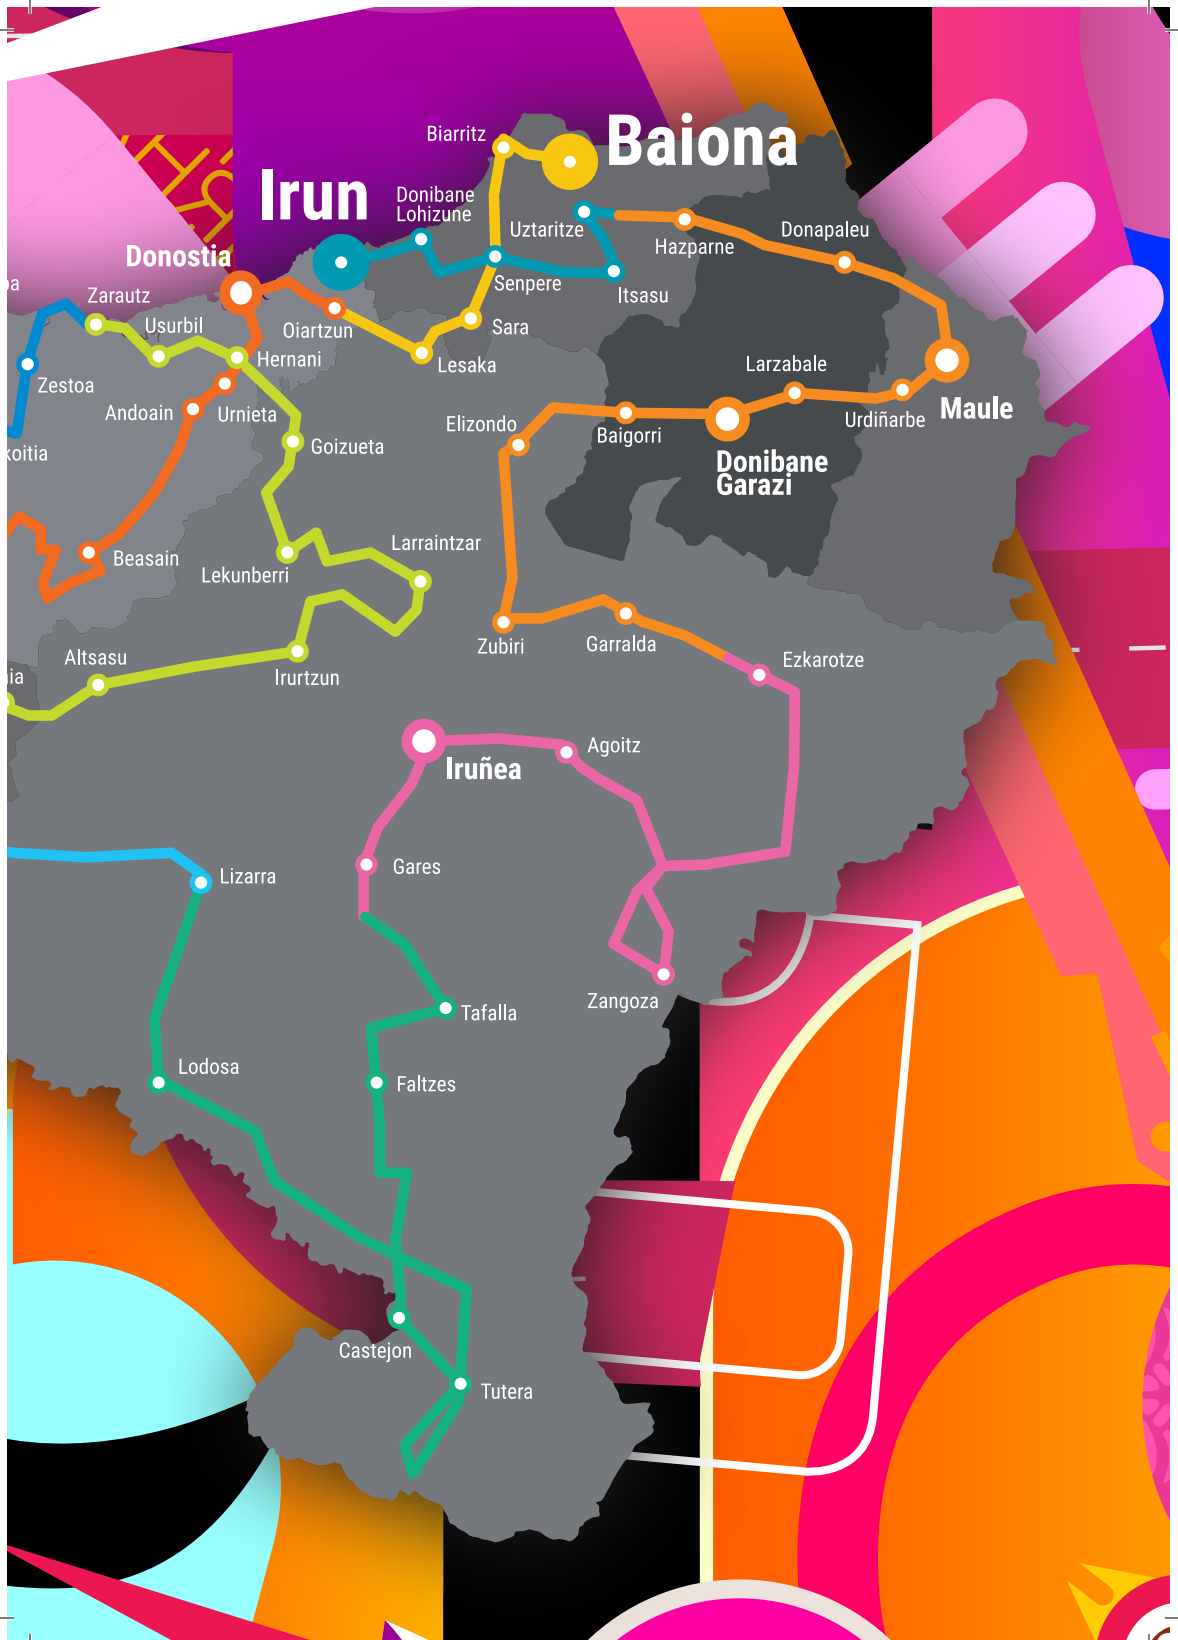 Baiona
Biarritz
Irun
Donibane
Lohizune
Uztaritze
Hazparne
Donapaleu
Donostia
Senpere
Itsasu
Zarautz
Usurbil
Oiartzun
Sara
Hernani
Lesaka
Larzabale
Zestoa
Andoain
Urnieta
Urdiñarbe
Maule
Elizondo
Baigorri
Goizueta
koitia
Donibane
Garazi
Beasain
Lekunberri
Larraintzar
Zubiri
Garralda
Ezkarotze
Altsasu
Irurtzun
Agoitz
Iruñea
Gares
Lizarra
Zangoza
Tafalla
Lodosa
Faltzes
Castejon
Tutera